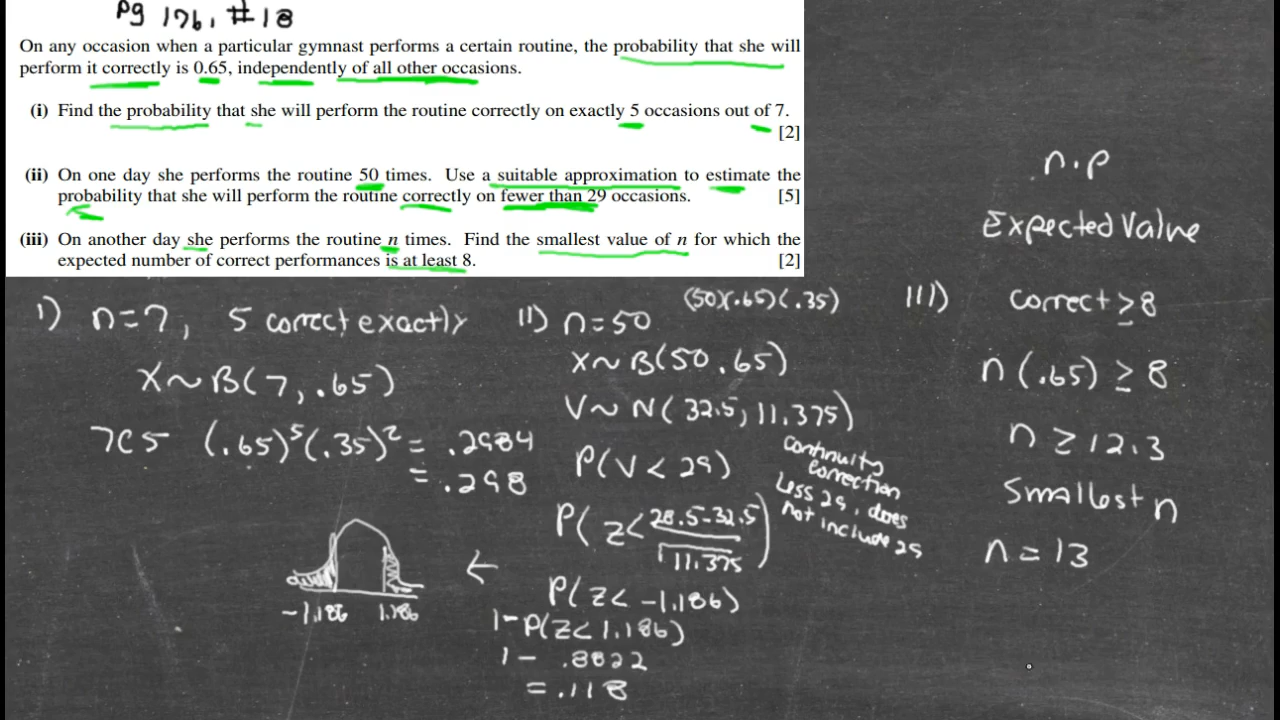 Pg 176, #18
On any occasion when a particular gymnast performs a certain routine, the probability that she will
perform it correctly is 0.65, independently of all other occasions.
(i) Find the probability that she will perform the routine correctly on exactly 5 occasions out of 7.
[2]
(ii) On one day she performs the routine 50 times. Use a suitable approximation to estimate the
probability that she will perform the routine correctly on fewer than 29 occasions. [5]
(iii) On another day she performs the routine n times. Find the smallest value of n for which the
expected number of correct performances is at least 8. [2]
n.p
Expected Value
I) n=7, 5 correct exactly
X~B(7, .65)
7C5 (.65)^5(.35)^2 = .2984
= .298
-1.186 1.186
II) n=50
(50)(.65)(.35)
X~B(50, .65)
V~N(32.5, 11.375)
P(V < 29)
continuity
correction
Less 29, does
not include 29
P(Z< 28.5-32.5 / √11.375)
←
P(Z< -1.186)
1-P(Z< 1.186)
1 - .8822
= .118
III) correct ≥ 8
n(.65) ≥ 8
n ≥ 12.3
Smallest n
n = 13